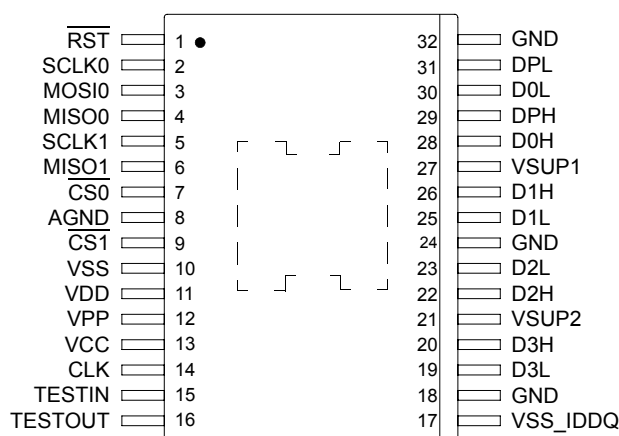 RST 1 32 GND
SCLK0 2 31 DPL
MOSI0 3 30 D0L
MISO0 4 29 DPH
SCLK1 5 28 D0H
MISO1 6 27 VSUP1
CS0 7 26 D1H
AGND 8 25 D1L
CS1 9 24 GND
VSS 10 23 D2L
VDD 11 22 D2H
VPP 12 21 VSUP2
VCC 13 20 D3H
CLK 14 19 D3L
TESTIN 15 18 GND
TESTOUT 16 17 VSS_IDDQ